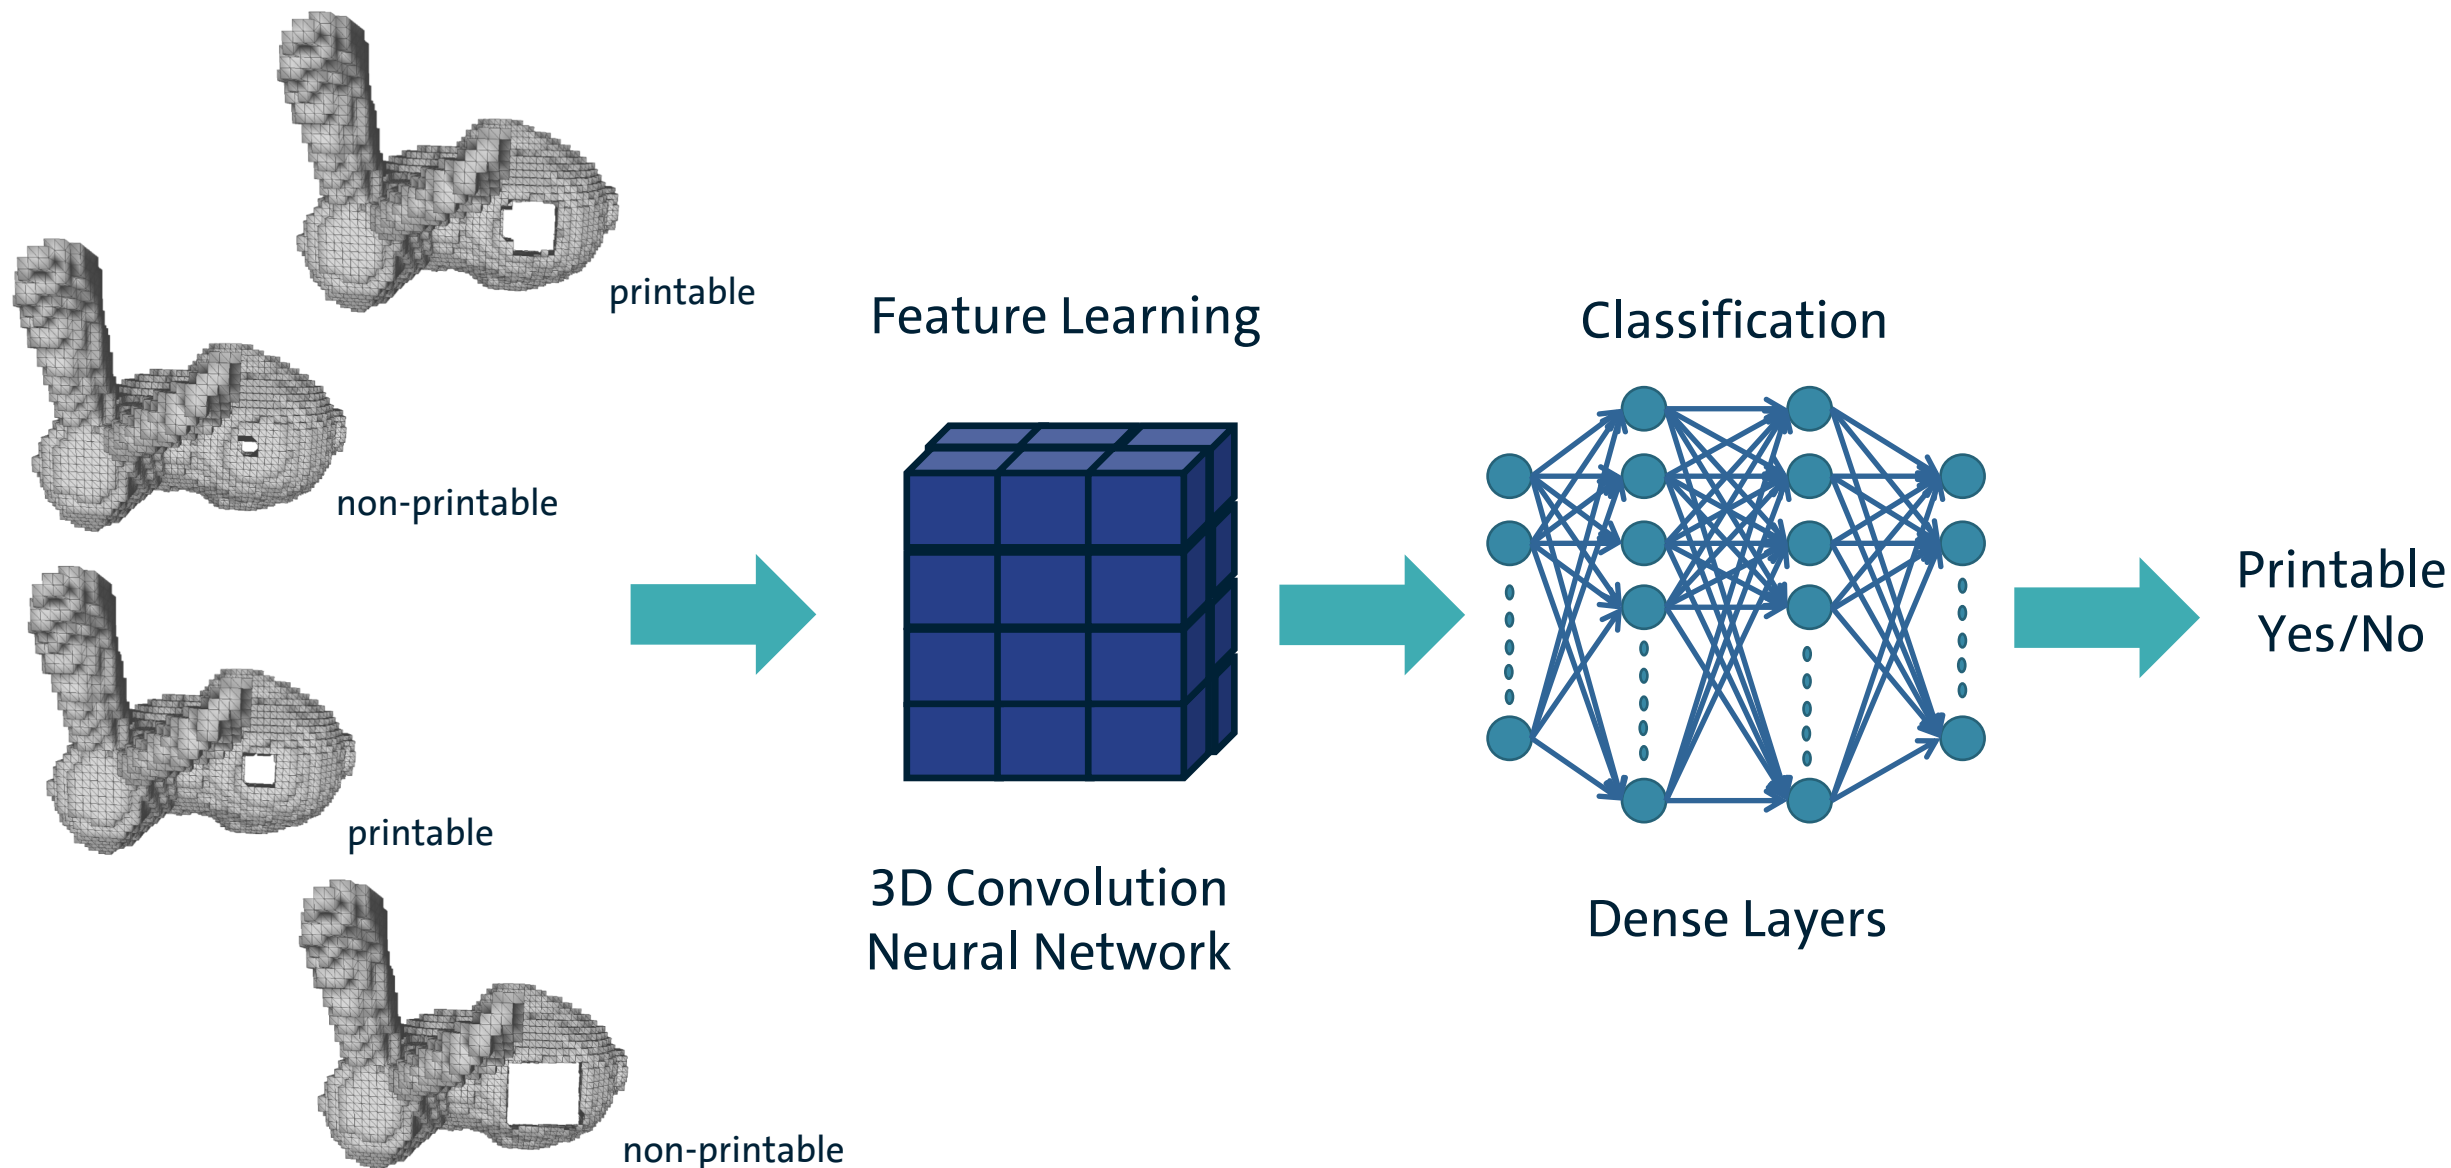 printable
non-printable
printable
non-printable
Feature Learning
3D Convolution
Neural Network
Classification
Dense Layers
Printable
Yes/No